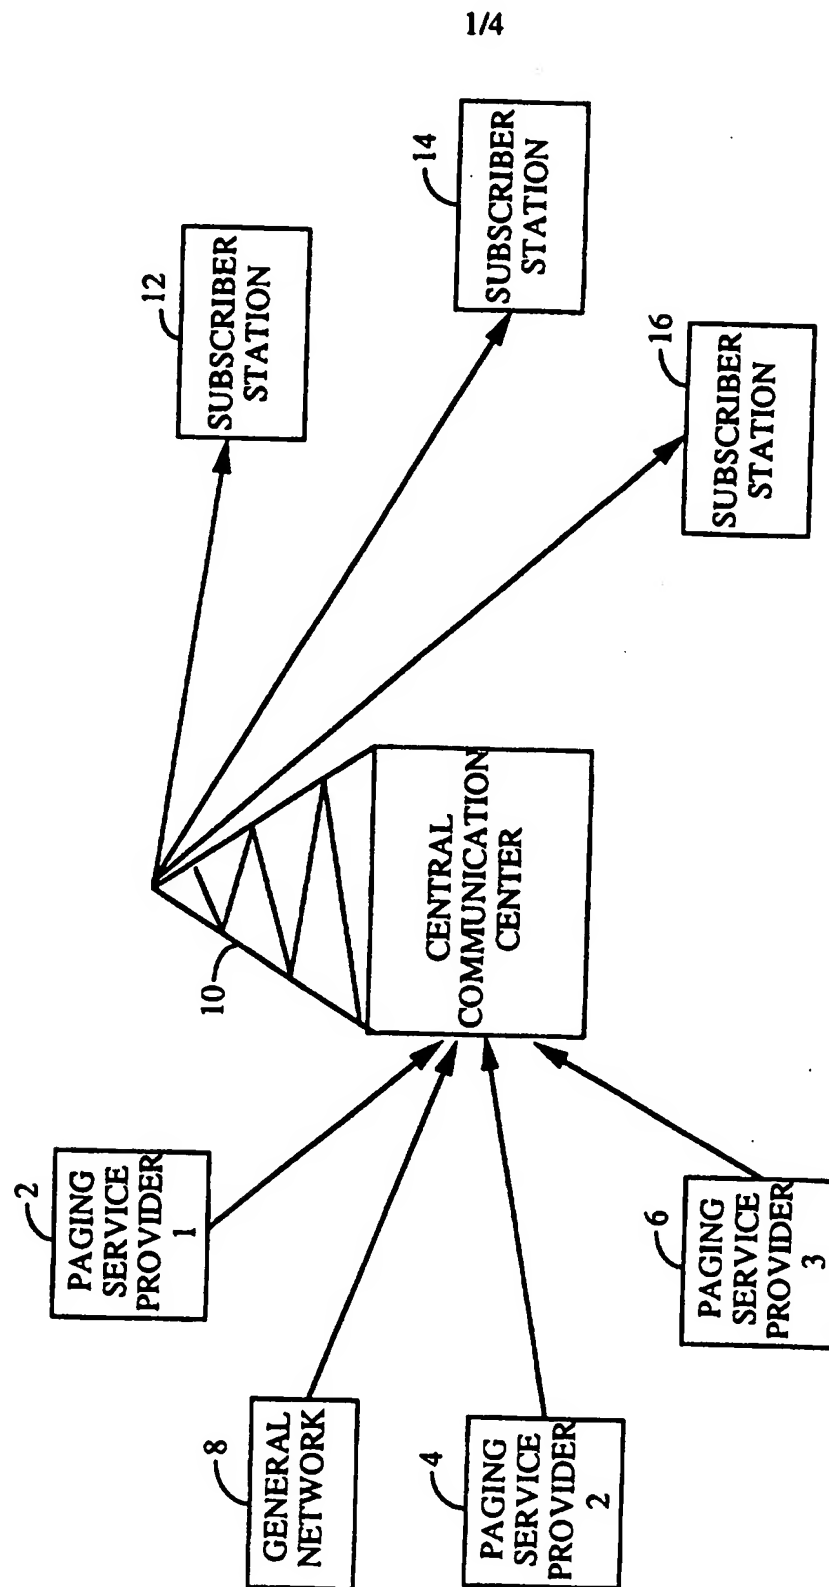 1/4
2
PAGING
SERVICE
PROVIDER
1
8
GENERAL
NETWORK
4
PAGING
SERVICE
PROVIDER
2
6
PAGING
SERVICE
PROVIDER
3
10
CENTRAL
COMMUNICATION
CENTER
12
SUBSCRIBER
STATION
14
SUBSCRIBER
STATION
16
SUBSCRIBER
STATION